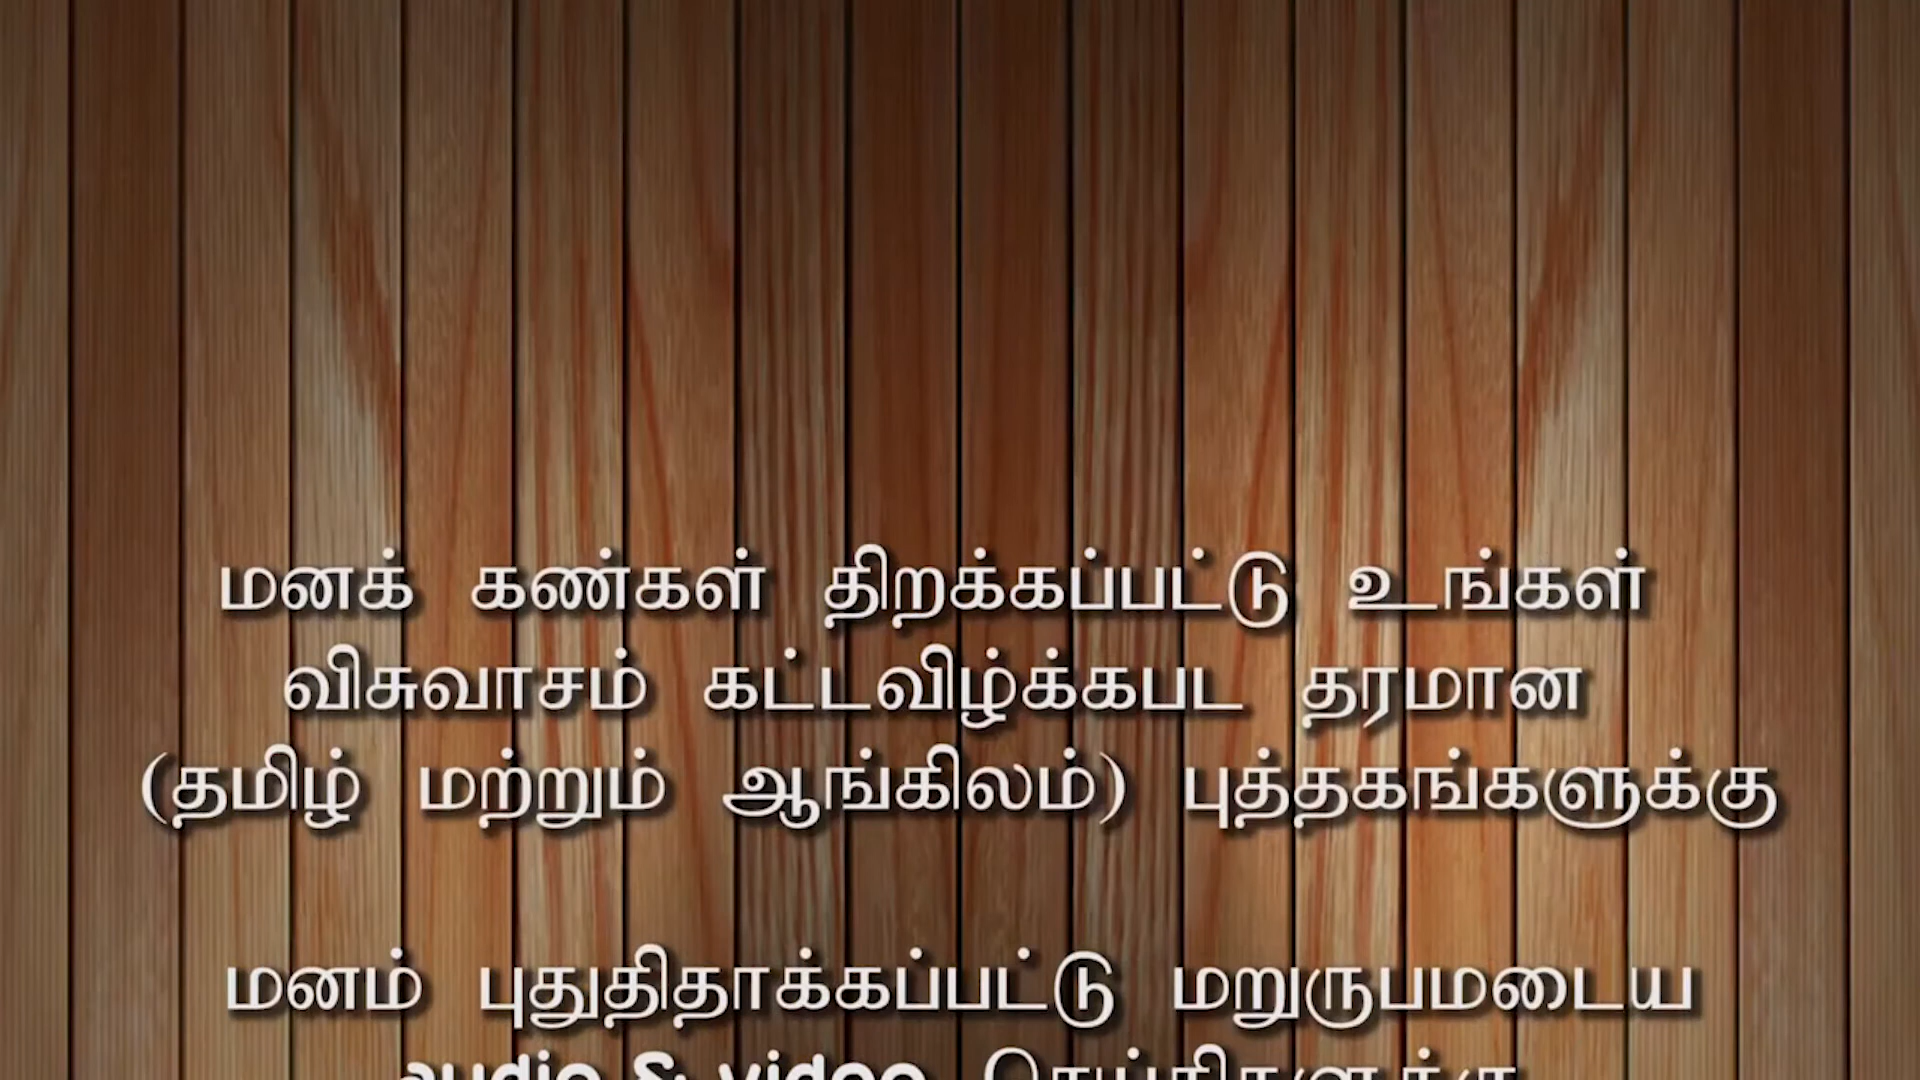 மனக் கண்கள் திறக்கப்பட்டு உங்கள்
விசுவாசம் கட்டவிழ்க்கபட தரமான
(தமிழ் மற்றும் ஆங்கிலம்) புத்தகங்களுக்கு
மனம் புதுதிதாக்கப்பட்டு மறுருபமடைய
audio & video